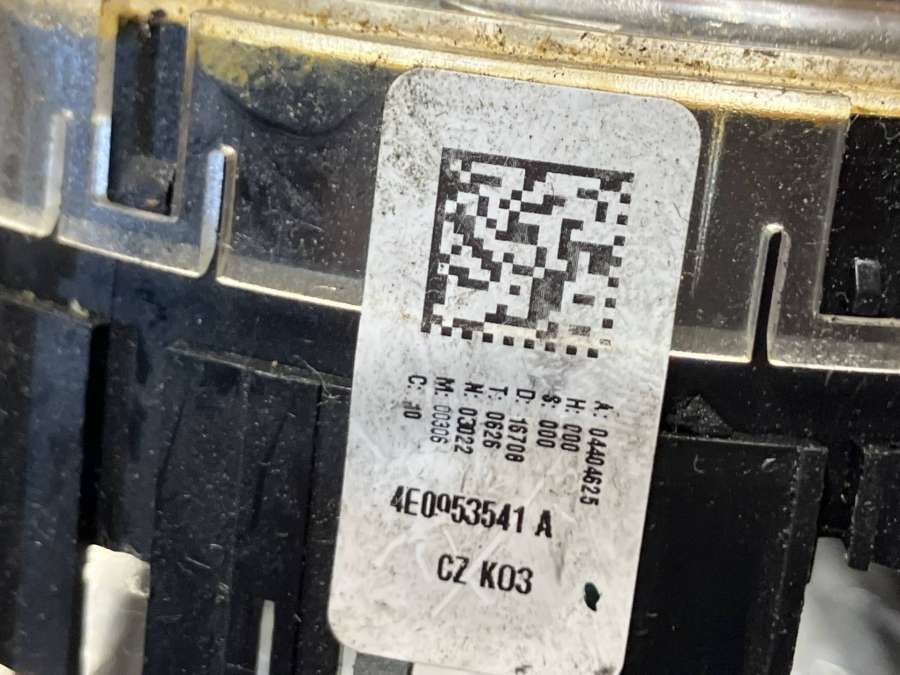 A: 04404625
H: 000
S: 000
D: 16708
T: 0626
N: 03022
M: 00306
C: 10
4E0953541 A
CZ K03